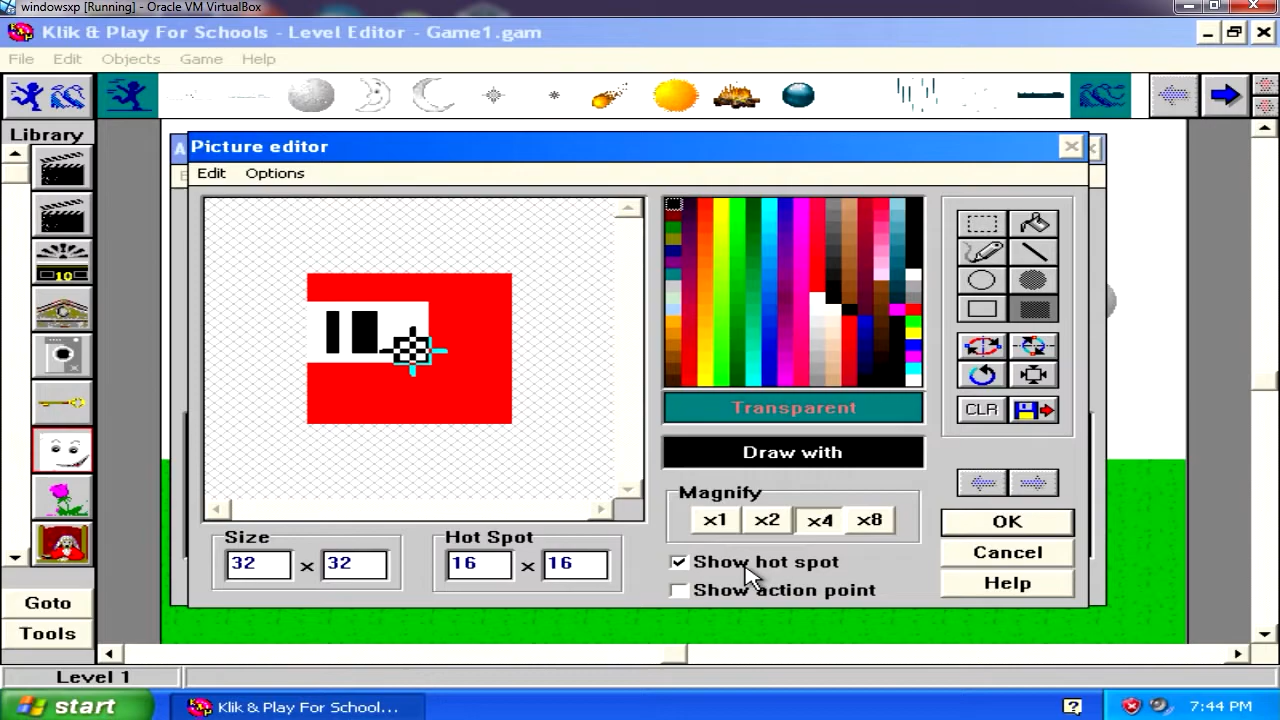 windowsxp [Running] - Oracle VM VirtualBox
Klik & Play For Schools - Level Editor - Game1.gam
File Edit Objects Game Help
Library
10
Picture editor
Edit Options
Transparent
Draw with
CLR
Magnify
x1 x2 x4 x8
Size
32 x 32
Hot Spot
16 x 16
Show hot spot
Show action point
OK
Cancel
Help
Goto
Tools
Level 1
start
Klik & Play For School...
7:44 PM